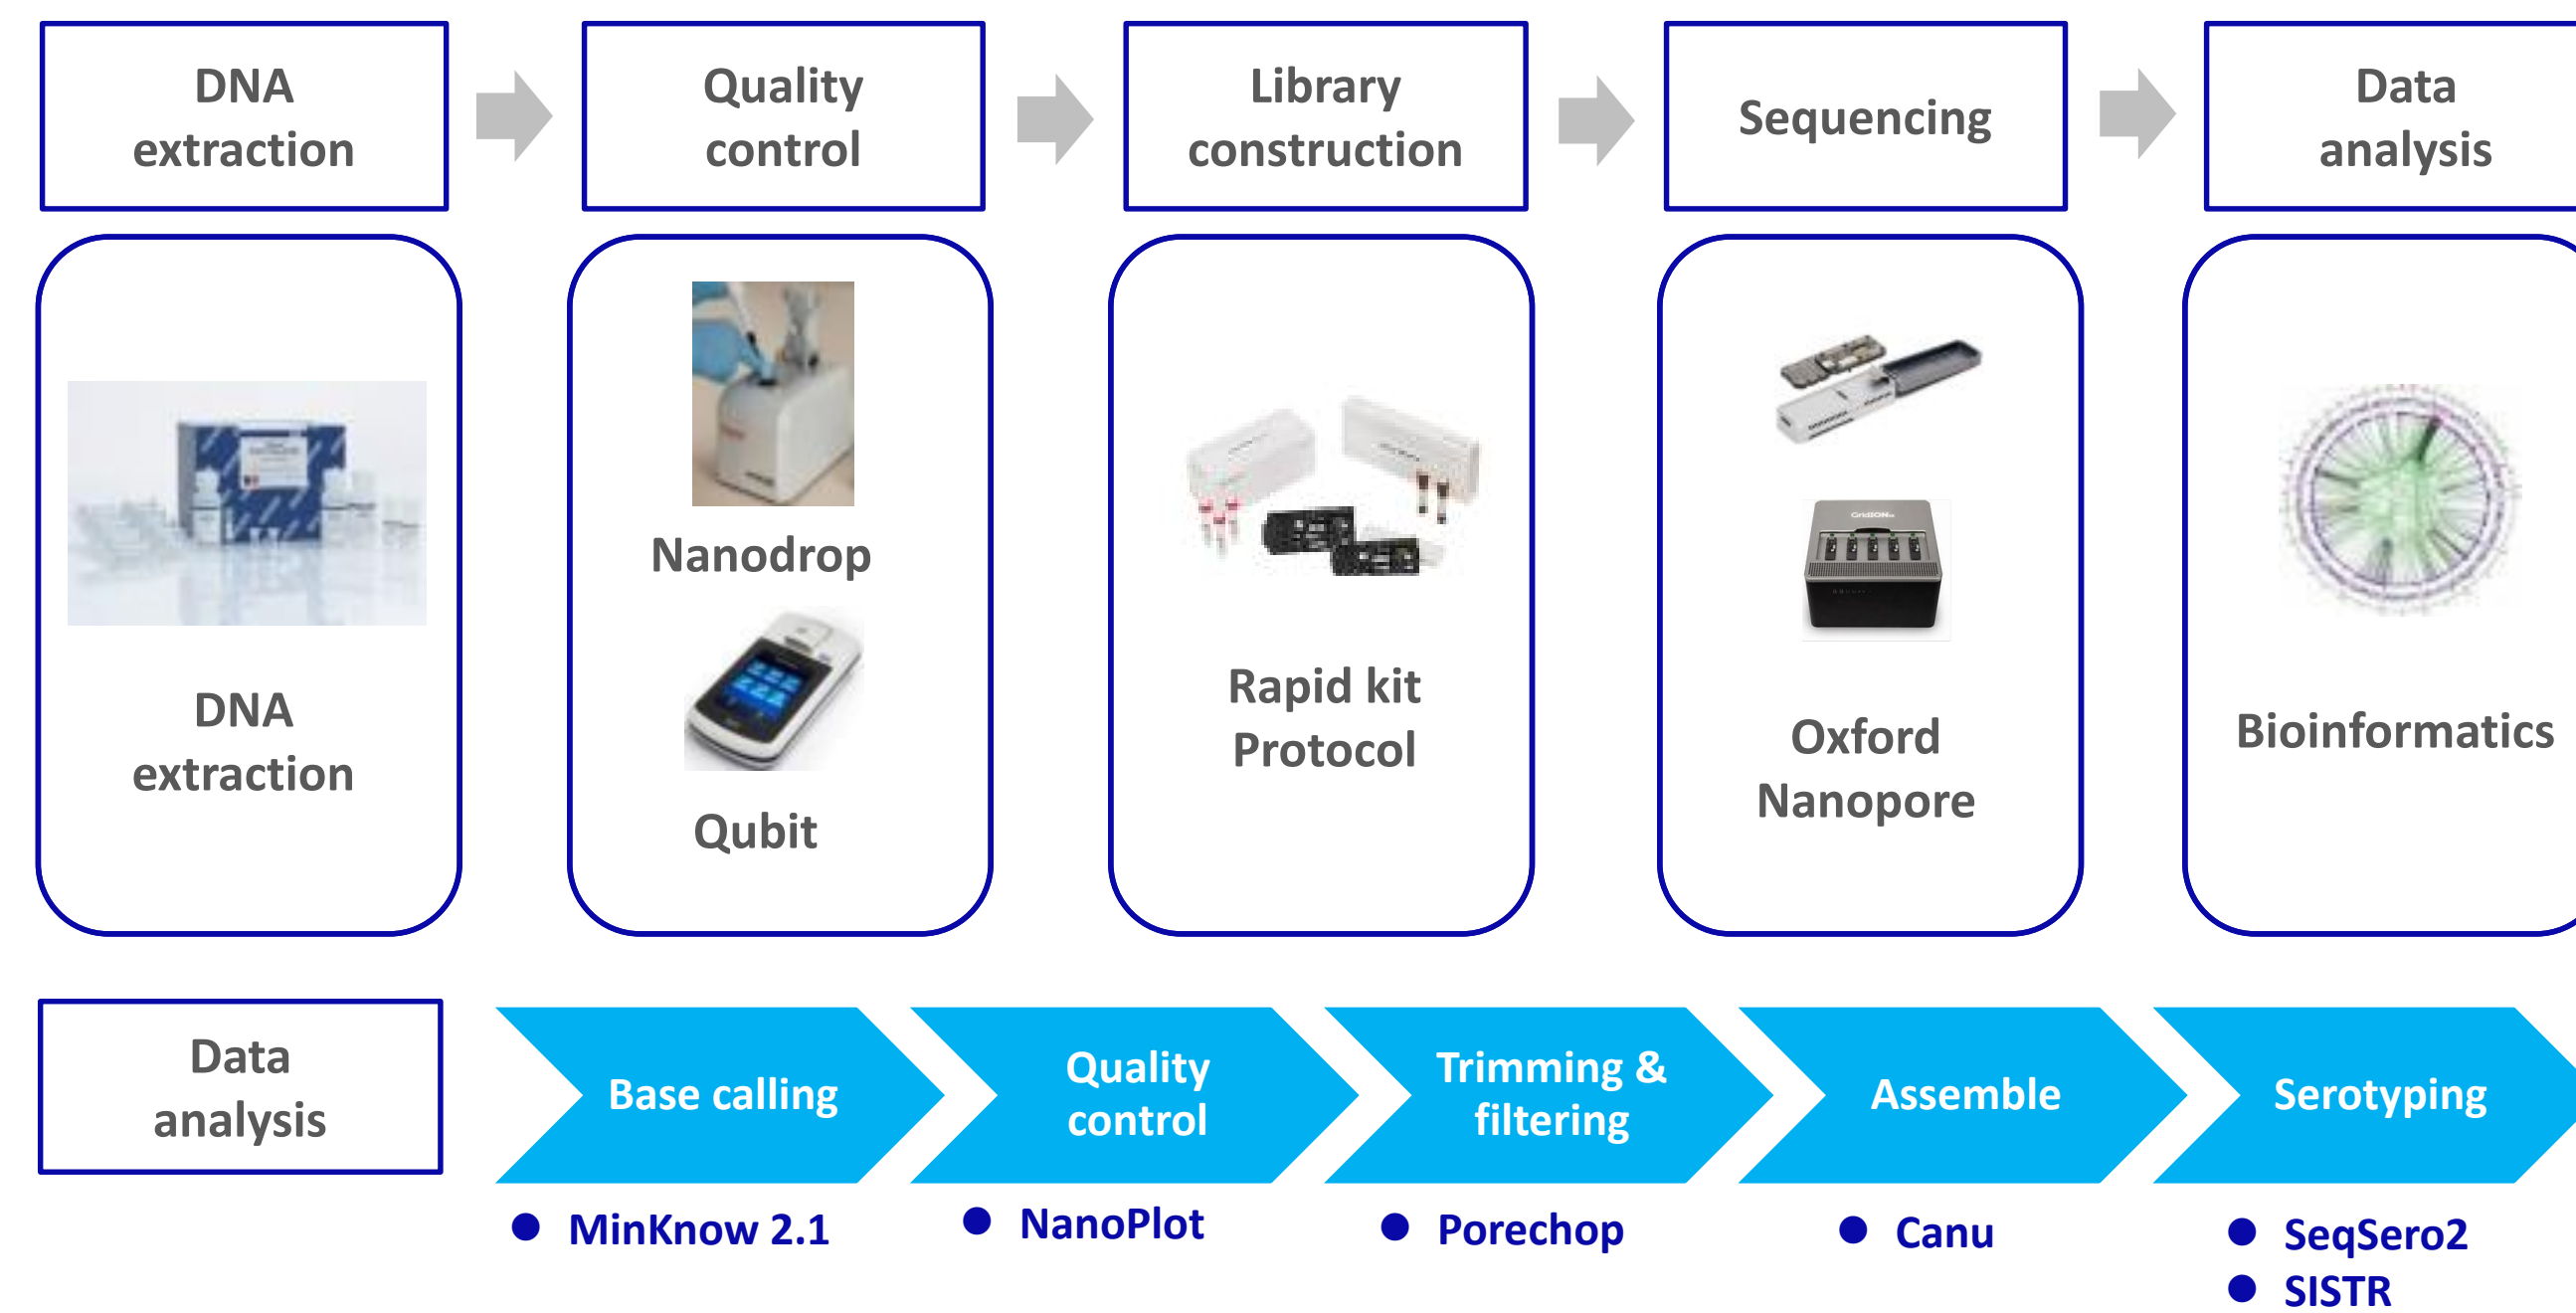 DNA
extraction
Quality
control
Library
construction
Sequencing
Data
analysis
DNA
extraction
Nanodrop
Qubit
Rapid kit
Protocol
GridION
Oxford
Nanopore
Bioinformatics
Data
analysis
Base calling
Quality
control
Trimming &
filtering
Assemble
Serotyping
● MinKnow 2.1
● NanoPlot
● Porechop
● Canu
● SeqSero2
● SISTR